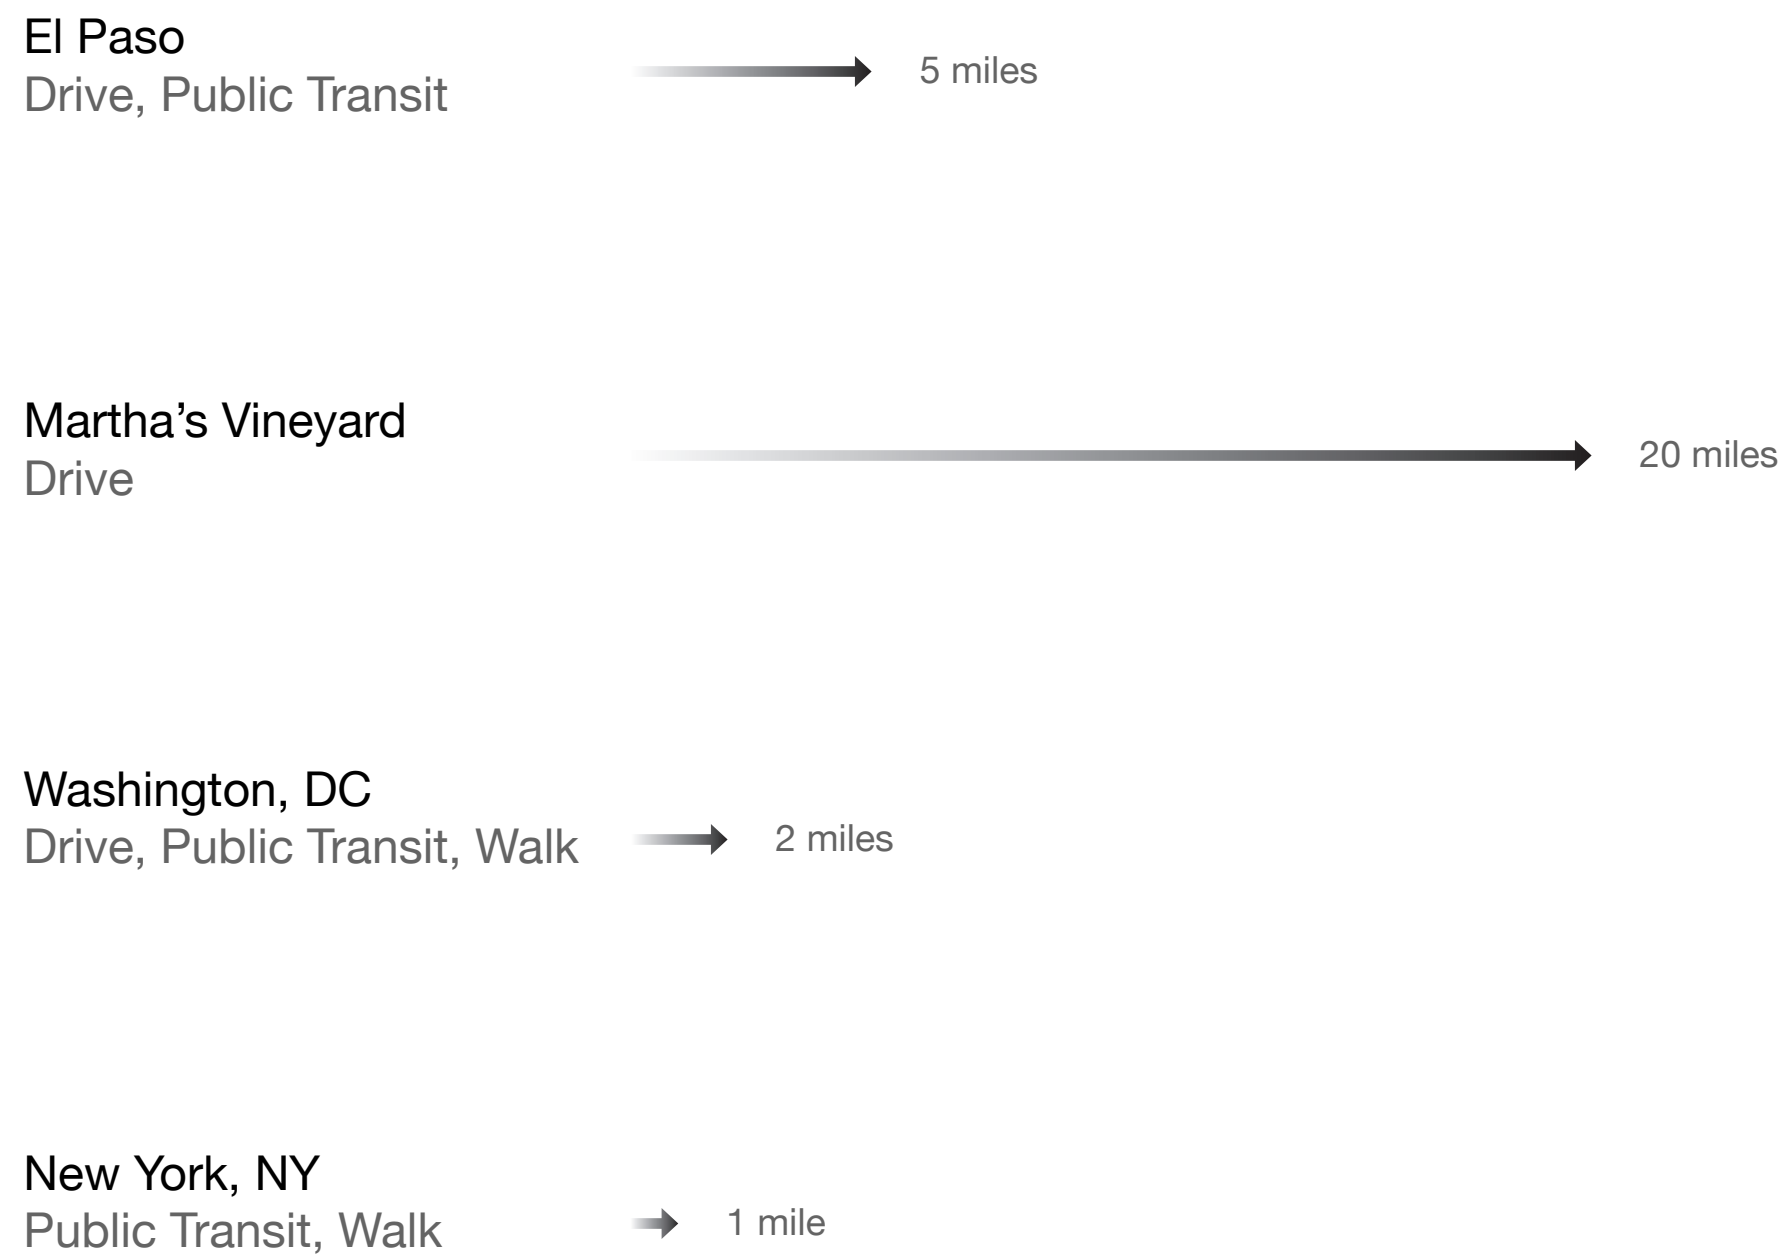 El Paso
Drive, Public Transit
5 miles
Martha’s Vineyard
Drive
20 miles
Washington, DC
Drive, Public Transit, Walk
2 miles
New York, NY
Public Transit, Walk
1 mile